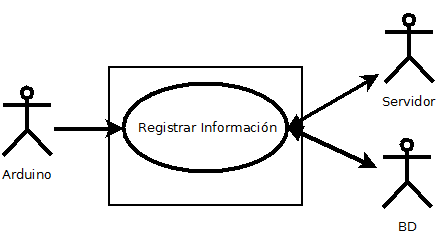 Servidor
Registrar Información
Arduino
BD